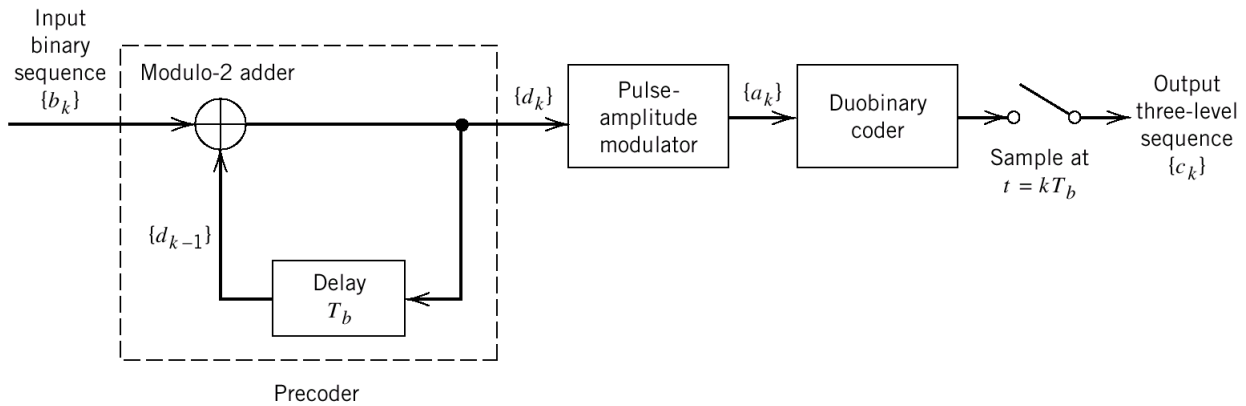 Input
binary
sequence
{b_k}
Modulo-2 adder
{d_k}
Pulse-
amplitude
modulator
{a_k}
Duobinary
coder
Sample at
t = kT_b
Output
three-level
sequence
{c_k}
{d_{k–1}}
Delay
T_b
Precoder